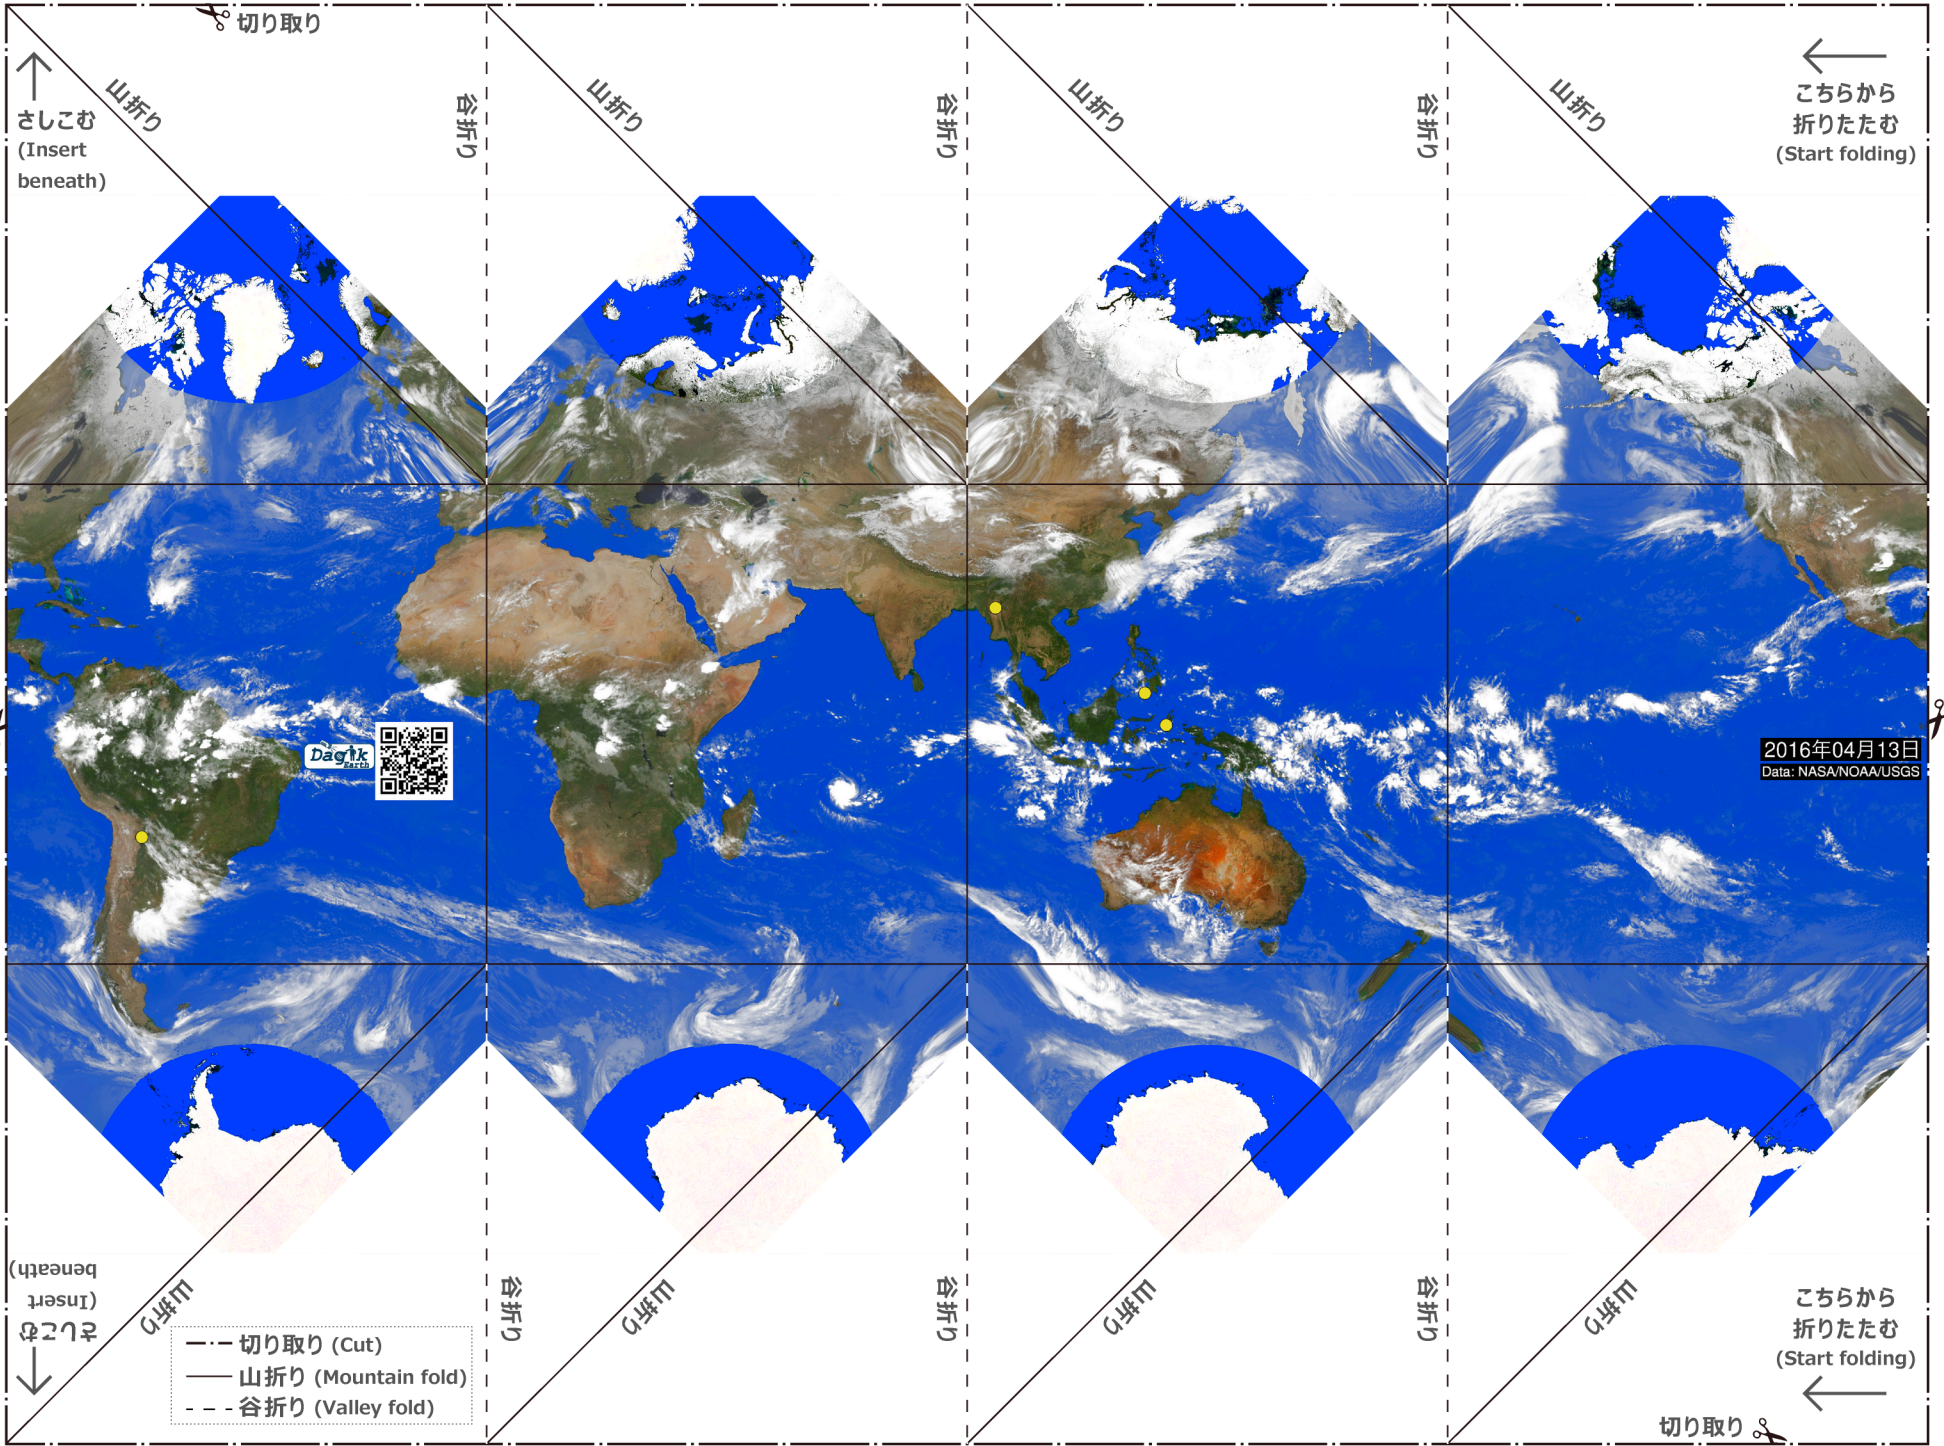 切り取り
山折り
谷折り
山折り
谷折り
山折り
谷折り
山折り
さしこむ
(Insert
beneath)
こちらから
折りたたむ
(Start folding)
Dagik
Earth
2016年04月13日
Data: NASA/NOAA/USGS
さしこむ
(Insert
beneath)
山折り
谷折り
山折り
谷折り
山折り
谷折り
山折り
こちらから
折りたたむ
(Start folding)
切り取り (Cut)
山折り (Mountain fold)
谷折り (Valley fold)
切り取り